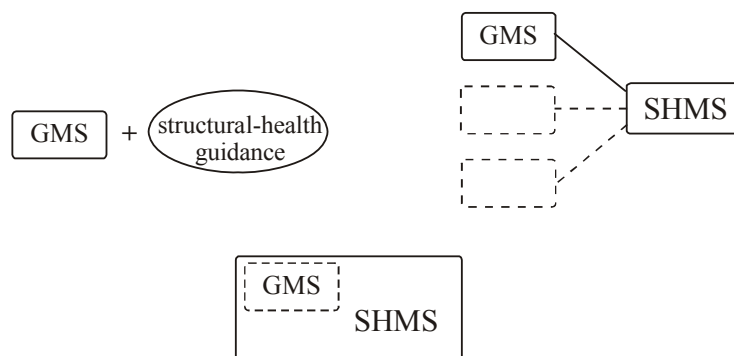 GMS
GMS
+
structural-health
guidance
SHMS
GMS
SHMS